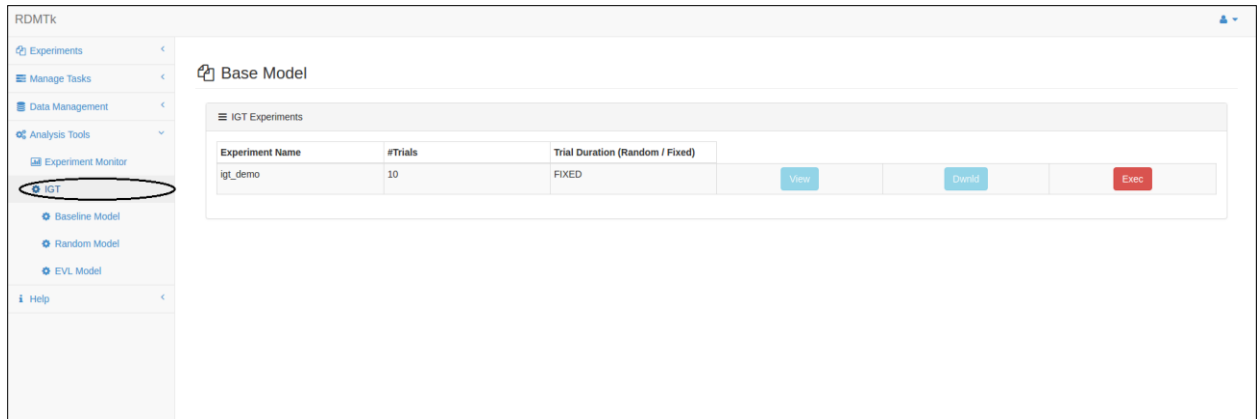 RDMTk
Experiments
Manage Tasks
Data Management
Analysis Tools
Experiment Monitor
IGT
Baseline Model
Random Model
EVL Model
Help
Base Model
IGT Experiments
Experiment Name #Trials Trial Duration (Random / Fixed)
igt_demo 10 FIXED View Dwnld Exec